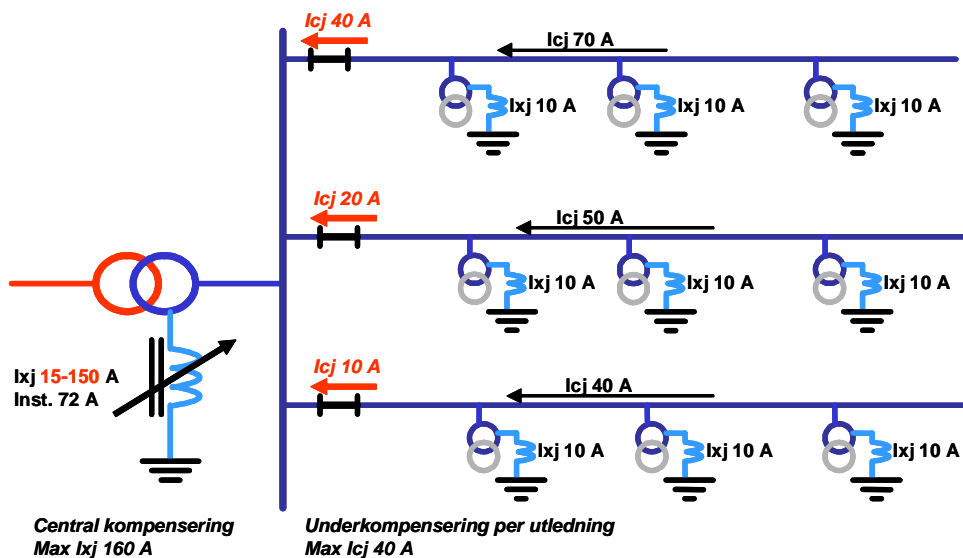 Icj 40 A
Icj 70 A
Ixj 10 A
Ixj 10 A
Ixj 10 A
Icj 20 A
Icj 50 A
Ixj 10 A
Ixj 10 A
Ixj 10 A
Ixj 15-150 A
Inst. 72 A
Icj 10 A
Icj 40 A
Ixj 10 A
Ixj 10 A
Ixj 10 A
Central kompensering
Max Ixj 160 A
Underkompensering per utledning
Max Icj 40 A